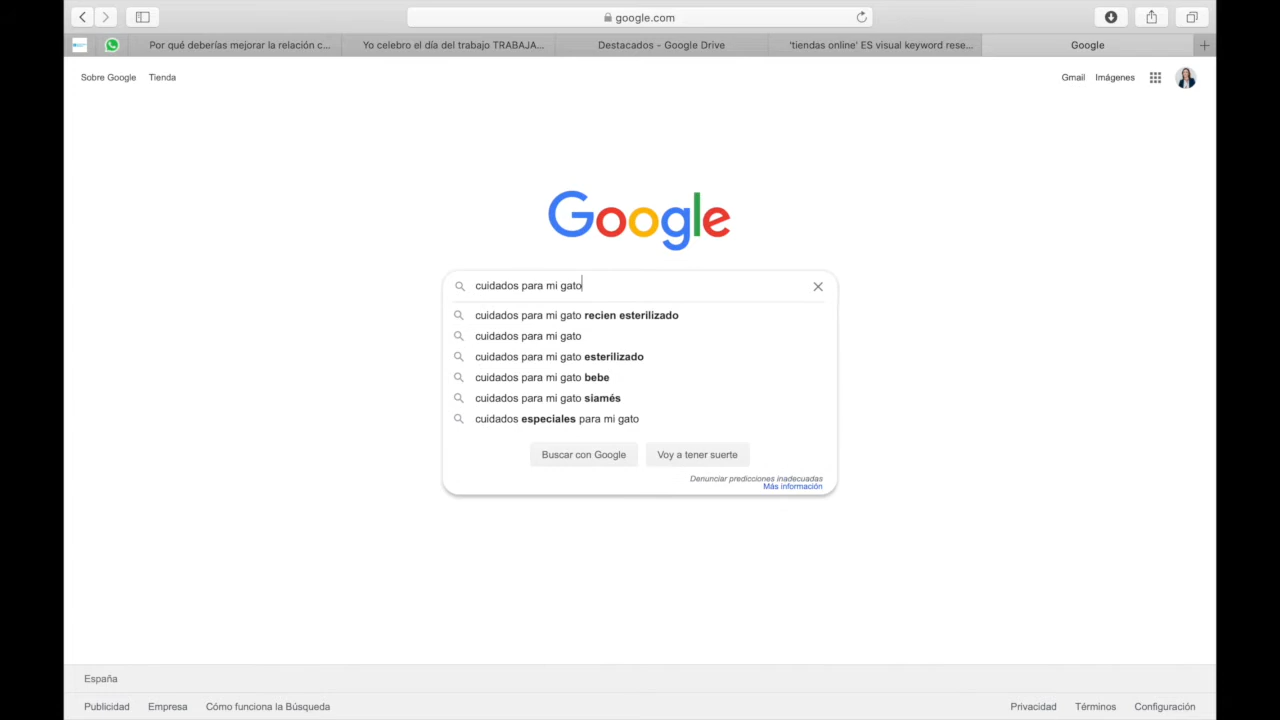 google.com
Por qué deberías mejorar la relación c...
Yo celebro el día del trabajo TRABAJA...
Destacados - Google Drive
'tiendas online' ES visual keyword rese...
Google
Sobre Google
Tienda
Gmail
Imágenes
Google
cuidados para mi gato
cuidados para mi gato recien esterilizado
cuidados para mi gato
cuidados para mi gato esterilizado
cuidados para mi gato bebe
cuidados para mi gato siamés
cuidados especiales para mi gato
Buscar con Google
Voy a tener suerte
Denunciar predicciones inadecuadas
Más información
España
Publicidad
Empresa
Cómo funciona la Búsqueda
Privacidad
Términos
Configuración